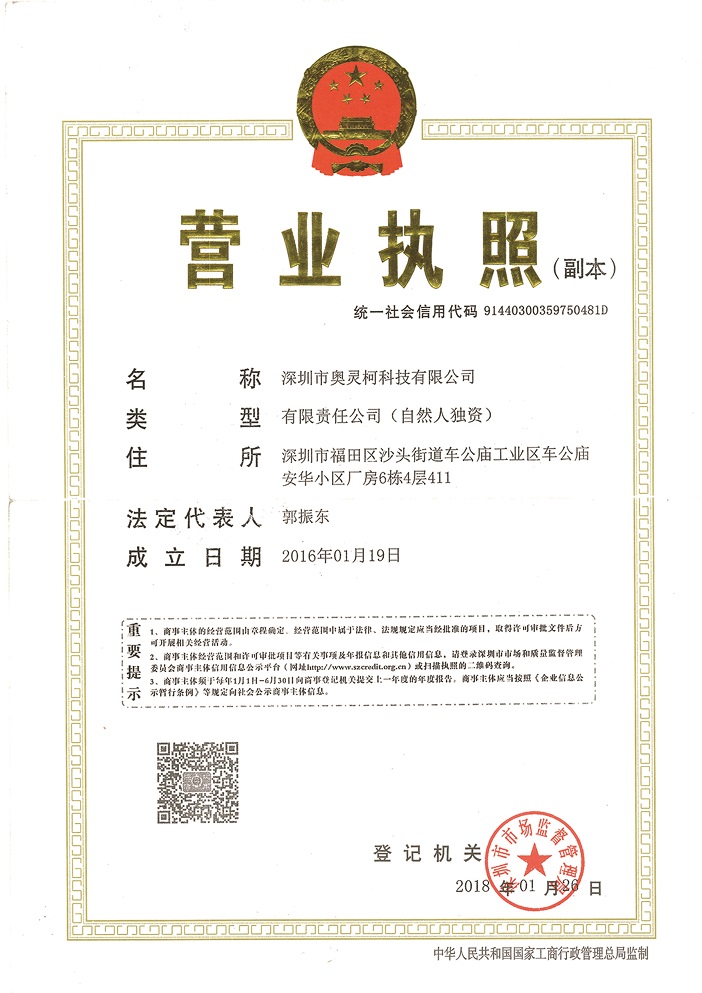 营业执照（副本）
统一社会信用代码 91440300359750481D
名称 深圳市奥灵柯科技有限公司
类型 有限责任公司（自然人独资）
住所 深圳市福田区沙头街道车公庙工业区车公庙
安华小区厂房6栋4层411
法定代表人 郭振东
成立日期 2016年01月19日
重要提示
1、商事主体的经营范围由章程确定。经营范围中属于法律、法规规定应当经批准的项目，取得许可审批文件后方
可开展相关经营活动。
2、商事主体经营范围和许可审批项目等有关事项及年报信息和其他信用信息，请登录深圳市市场和质量监督管理
委员会商事主体信用信息公示平台（网址http://www.szcredit.org.cn）或扫描执照的二维码查询。
3、商事主体须于每年1月1日-6月30日向商事登记机关提交上一年度的年度报告。商事主体应当按照《企业信息公
示暂行条例》等规定向社会公示商事主体信息。
登记机关
深圳市市场监督管理局
2018年01月26日
中华人民共和国国家工商行政管理总局监制